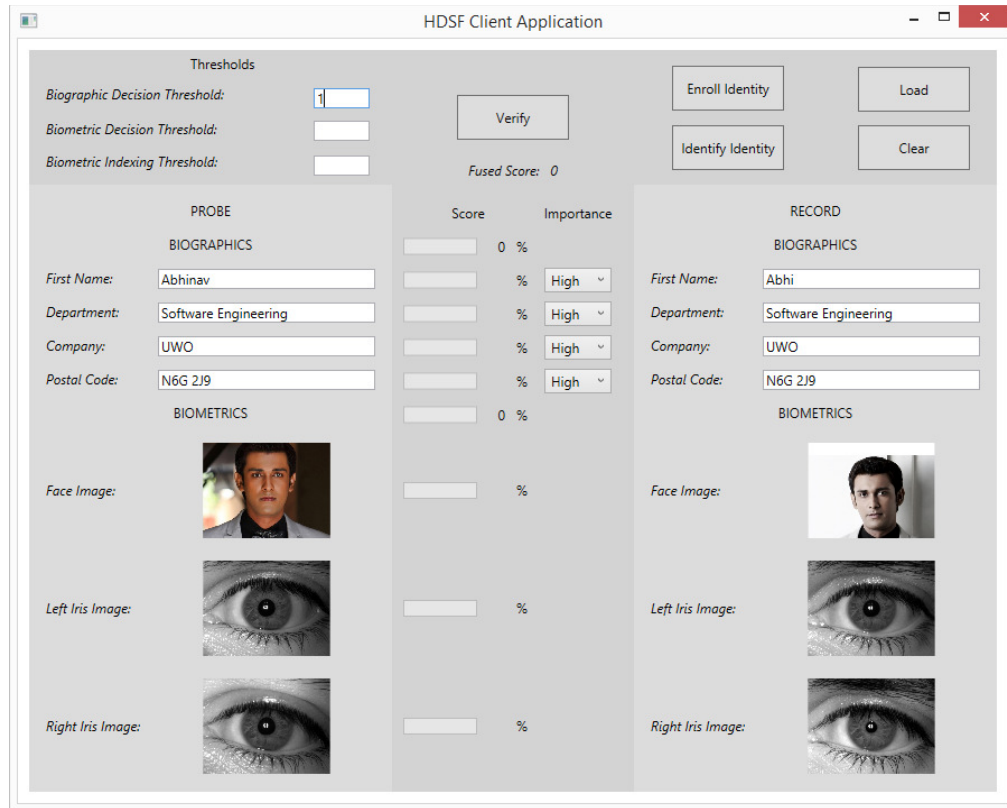 HDSF Client Application
Thresholds
Biographic Decision Threshold: 1
Biometric Decision Threshold:
Biometric Indexing Threshold:
Verify
Fused Score: 0
Enroll Identity
Load
Identify Identity
Clear
PROBE
Score Importance
RECORD
BIOGRAPHICS
0 %
BIOGRAPHICS
First Name: Abhinav
% High
First Name: Abhi
Department: Software Engineering
% High
Department: Software Engineering
Company: UWO
% High
Company: UWO
Postal Code: N6G 2J9
% High
Postal Code: N6G 2J9
BIOMETRICS
0 %
BIOMETRICS
Face Image:
%
Face Image:
Left Iris Image:
%
Left Iris Image:
Right Iris Image:
%
Right Iris Image: